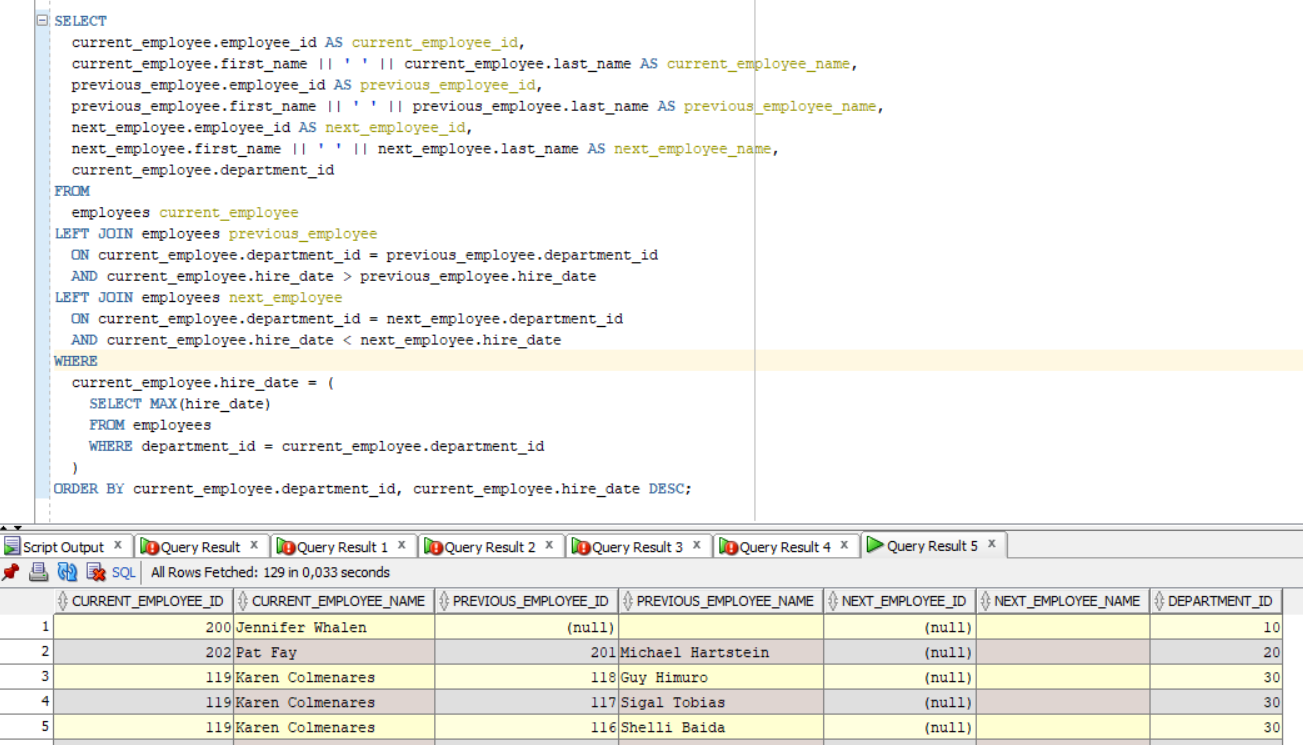 SELECT
current_employee.employee_id AS current_employee_id,
current_employee.first_name || ' ' || current_employee.last_name AS current_employee_name,
previous_employee.employee_id AS previous_employee_id,
previous_employee.first_name || ' ' || previous_employee.last_name AS previous_employee_name,
next_employee.employee_id AS next_employee_id,
next_employee.first_name || ' ' || next_employee.last_name AS next_employee_name,
current_employee.department_id
FROM
employees current_employee
LEFT JOIN employees previous_employee
ON current_employee.department_id = previous_employee.department_id
AND current_employee.hire_date > previous_employee.hire_date
LEFT JOIN employees next_employee
ON current_employee.department_id = next_employee.department_id
AND current_employee.hire_date < next_employee.hire_date
WHERE
current_employee.hire_date = (
SELECT MAX(hire_date)
FROM employees
WHERE department_id = current_employee.department_id
)
ORDER BY current_employee.department_id, current_employee.hire_date DESC;
Script Output x Query Result x Query Result 1 x Query Result 2 x Query Result 3 x Query Result 4 x Query Result 5 x
SQL All Rows Fetched: 129 in 0,033 seconds
CURRENT_EMPLOYEE_ID CURRENT_EMPLOYEE_NAME PREVIOUS_EMPLOYEE_ID PREVIOUS_EMPLOYEE_NAME NEXT_EMPLOYEE_ID NEXT_EMPLOYEE_NAME DEPARTMENT_ID
1 200 Jennifer Whalen (null) (null) 10
2 202 Pat Fay 201 Michael Hartstein (null) 20
3 119 Karen Colmenares 118 Guy Himuro (null) 30
4 119 Karen Colmenares 117 Sigal Tobias (null) 30
5 119 Karen Colmenares 116 Shelli Baida (null) 30